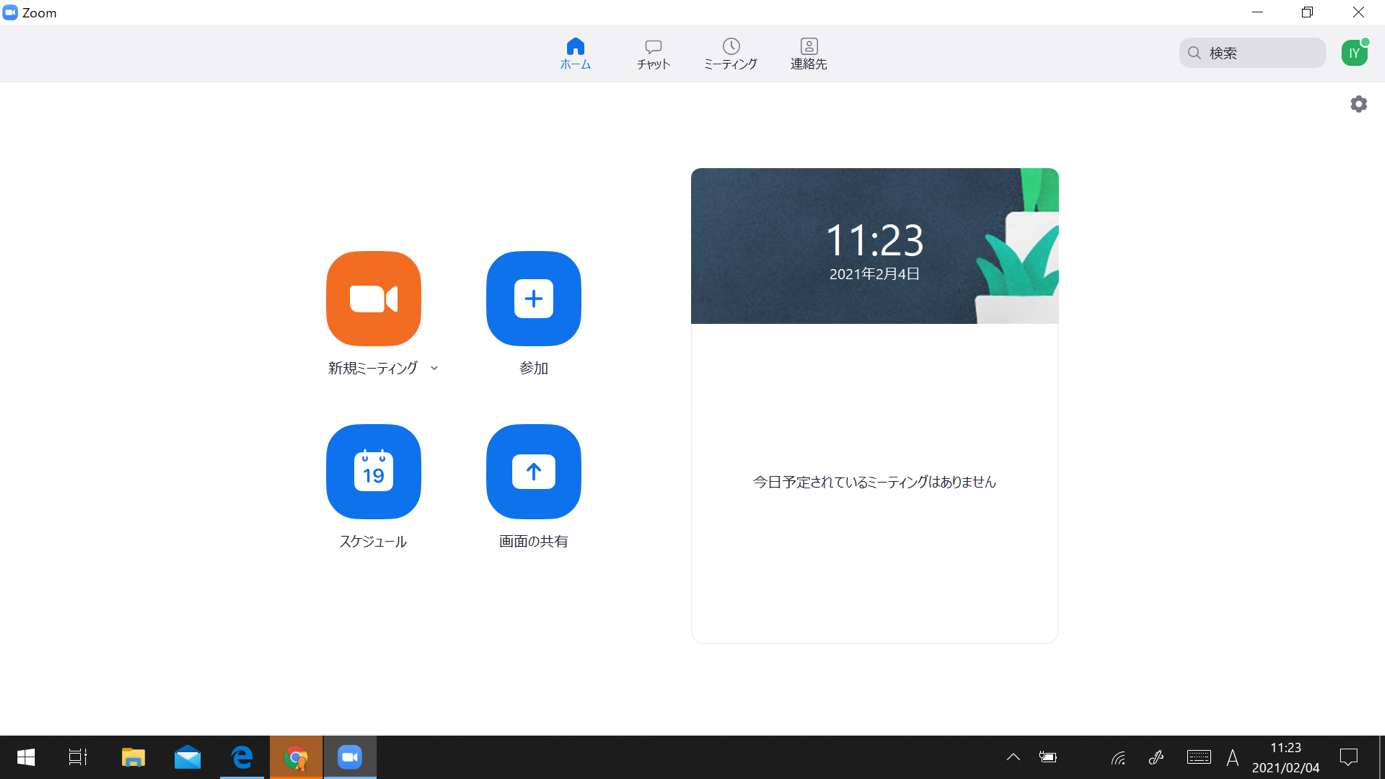 Zoom
ホーム
チャット
ミーティング
連絡先
検索
IY
11:23
2021年2月4日
新規ミーティング
参加
19
スケジュール
画面の共有
今日予定されているミーティングはありません
A
11:23
2021/02/04